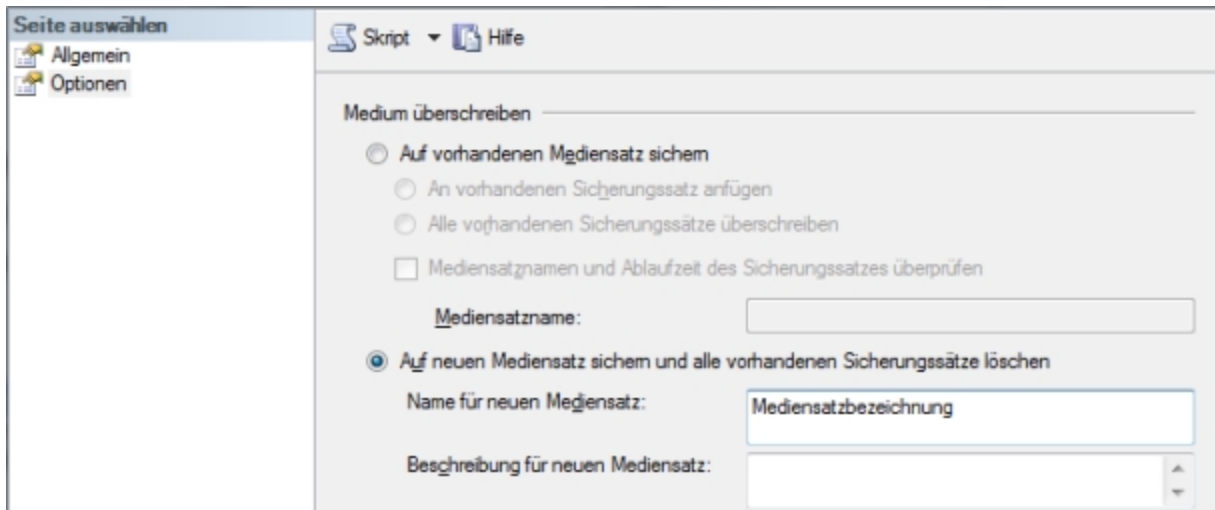 Seite auswählen
Allgemein
Optionen
Skript Hilfe
Medium überschreiben
Auf vorhandenen Mediensatz sichern
An vorhandenen Sicherungssatz anfügen
Alle vorhandenen Sicherungssätze überschreiben
Mediensatznamen und Ablaufzeit des Sicherungssatzes überprüfen
Mediensatzname:
Auf neuen Mediensatz sichern und alle vorhandenen Sicherungssätze löschen
Name für neuen Mediensatz: Mediensatzbezeichnung
Beschreibung für neuen Mediensatz: